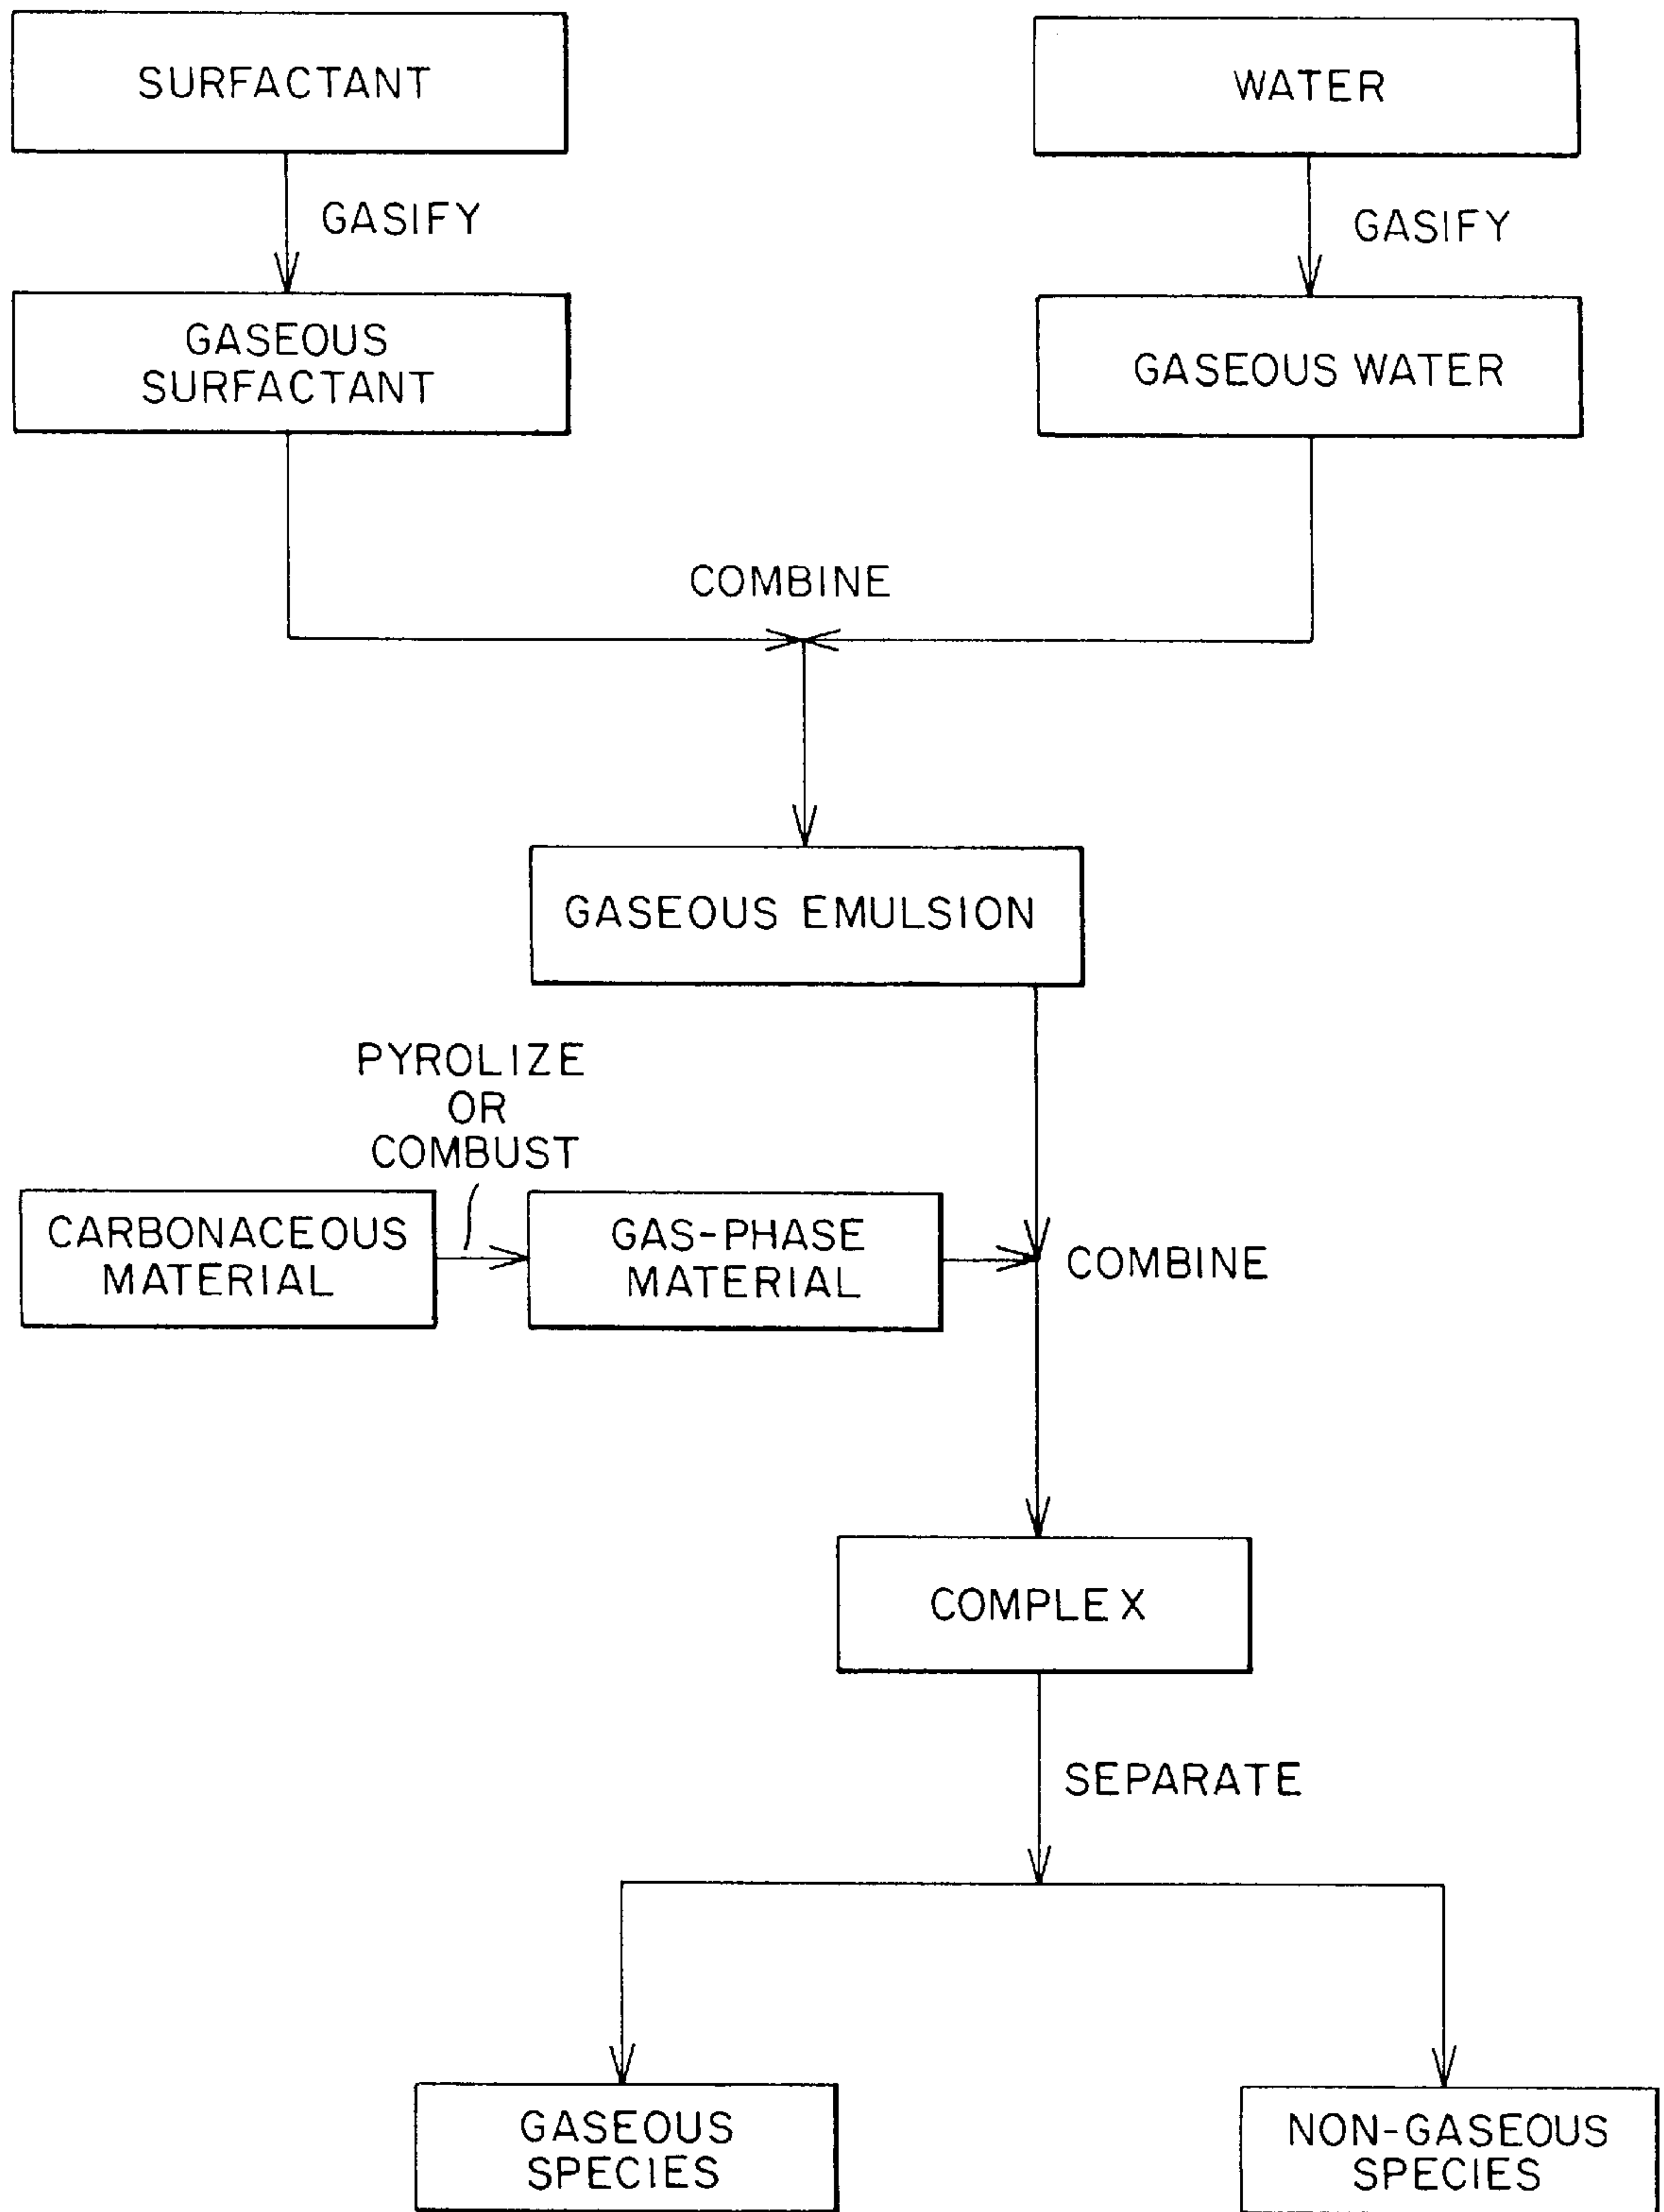 SURFACTANT
WATER
GASIFY
GASIFY
GASEOUS
SURFACTANT
GASEOUS WATER
COMBINE
GASEOUS EMULSION
PYROLIZE
OR
COMBUST
CARBONACEOUS
MATERIAL
GAS-PHASE
MATERIAL
COMBINE
COMPLEX
SEPARATE
GASEOUS
SPECIES
NON-GASEOUS
SPECIES